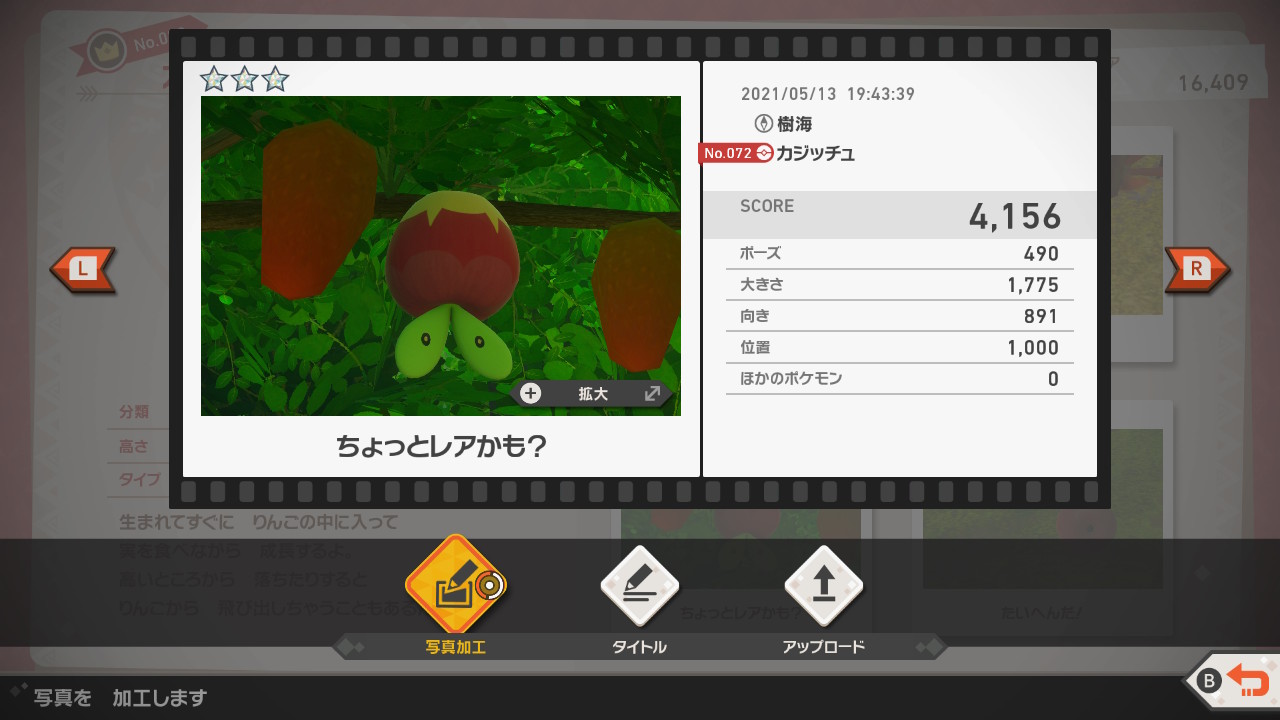 No.0
16,409
2021/05/13 19:43:39
樹海
No.072 カジッチュ
SCORE 4,156
ポーズ 490
大きさ 1,775
向き 891
位置 1,000
ほかのポケモン 0
L
R
+ 拡大
ちょっとレアかも?
分類
高さ
タイプ
生まれてすぐに りんごの中に入って
実を食べながら 成長するよ。
高いところから 落ちたりすると
りんごから 飛び出しちゃうこともある
ちょっとレアかも?
たいへんだ!
写真加工
タイトル
アップロード
写真を 加工します
B